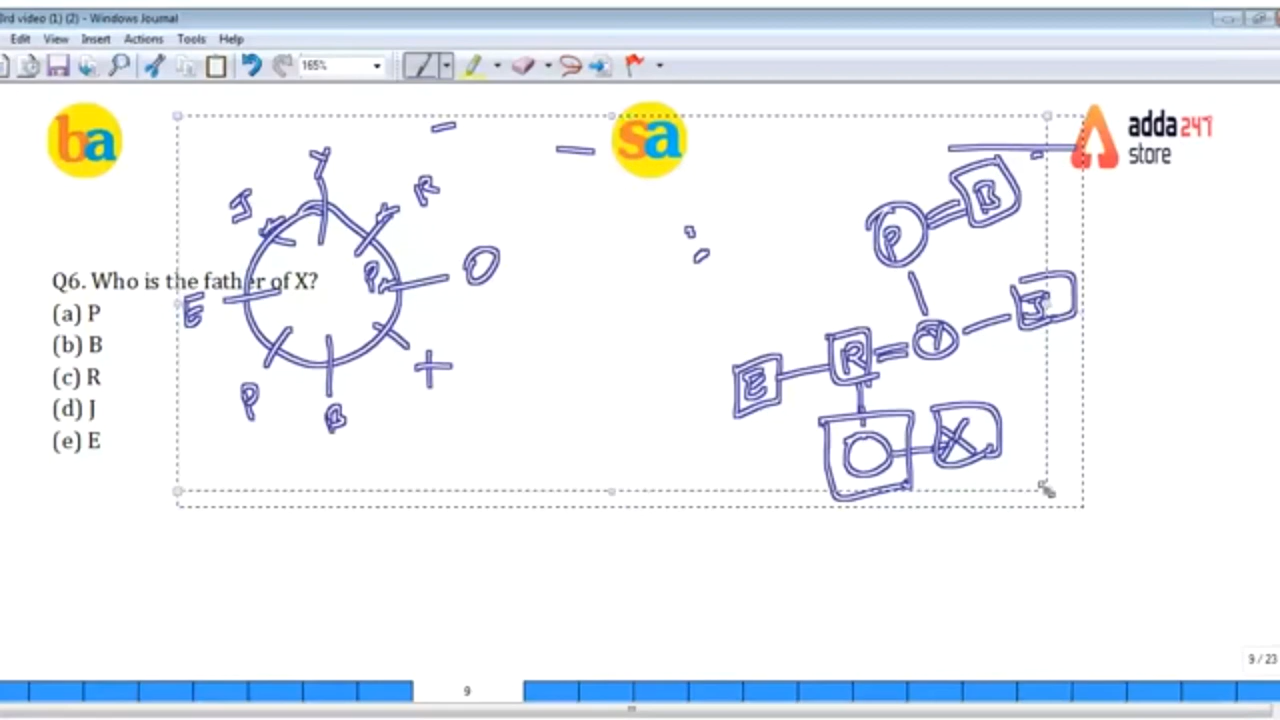 3rd video (1) (2) - Windows Journal
Edit View Insert Actions Tools Help
165%
ba
sa
adda 247
store
Y
J
R
P
O
E
P
B
B
P
J
Y
R
E
O
X
Q6. Who is the father of X?
(a) P
(b) B
(c) R
(d) J
(e) E
9 / 23
9